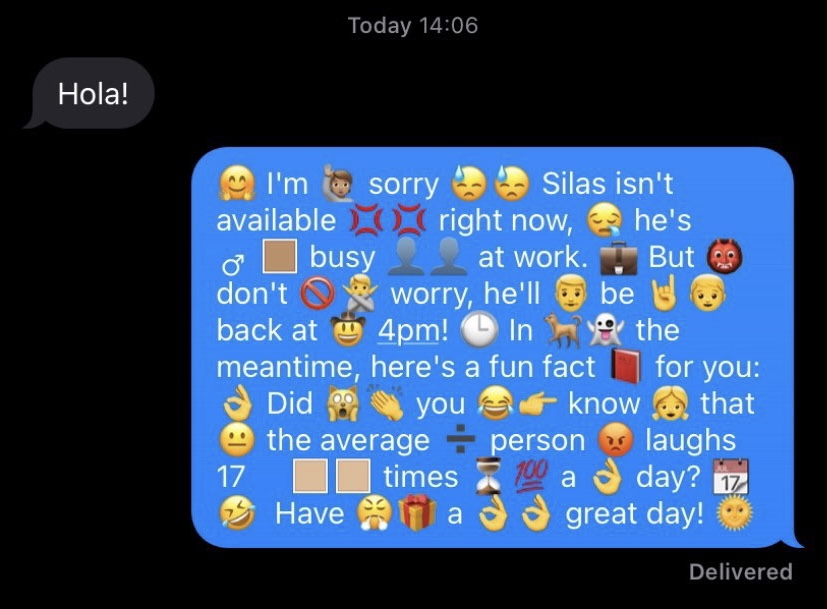 Today 14:06
Hola!
🤗 I'm 🙋🏽 sorry 😓😓 Silas isn't
available 💢💢 right now, 😪 he's
♂ 🏽 busy 👤👤 at work. 💼 But 👹
don't 🚫🙅‍♂️ worry, he'll 👨 be 🤘👦
back at 🤠 4pm! 🕒 In 🐕👻 the
meantime, here's a fun fact 📕 for you:
👌 Did 🙀👏 you 😂👉 know 👧 that
😐 the average ➗ person 😡 laughs
17 🏼🏼 times ⏳💯 a 👌 day? 📅
🤣 Have 😤🎁 a 👌👌 great day! 🌞
Delivered